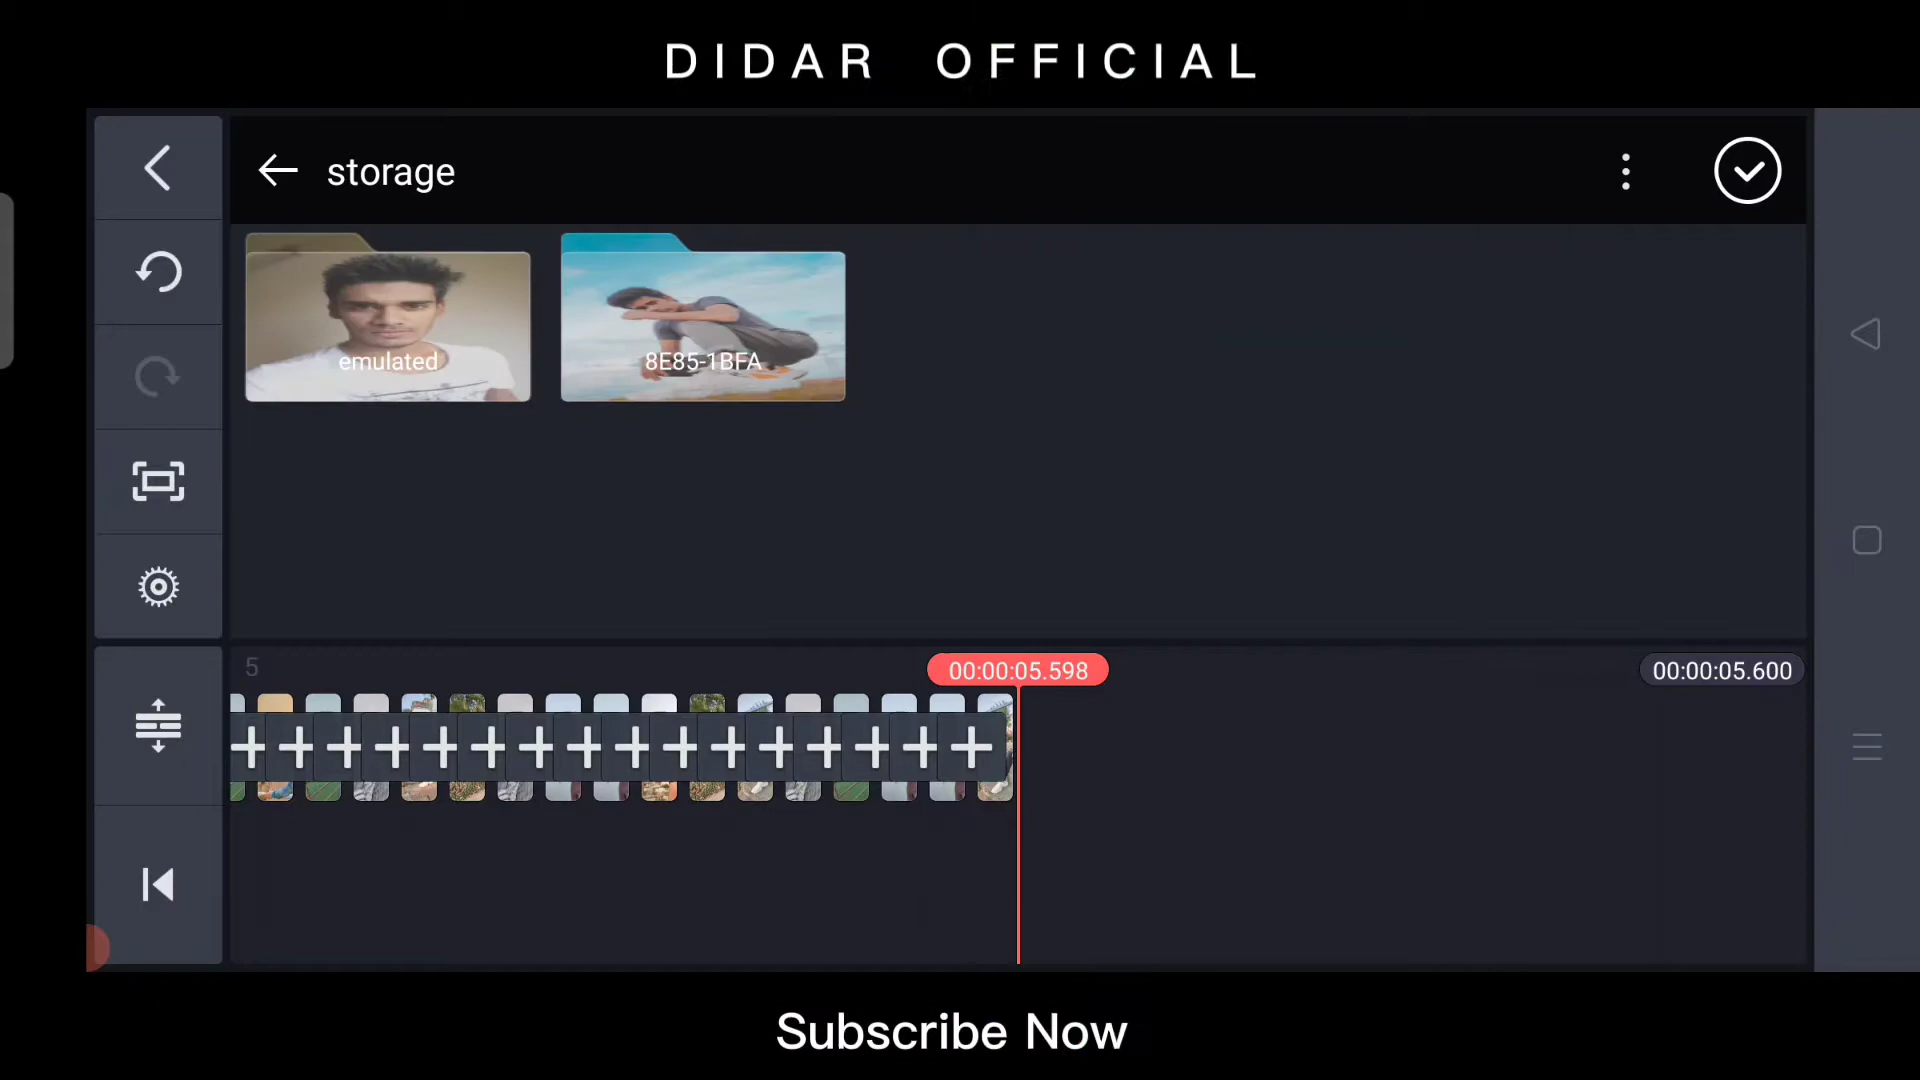 DIDAR OFFICIAL
storage
emulated
8E85-1BFA
5
00:00:05.598
00:00:05.600
Subscribe Now